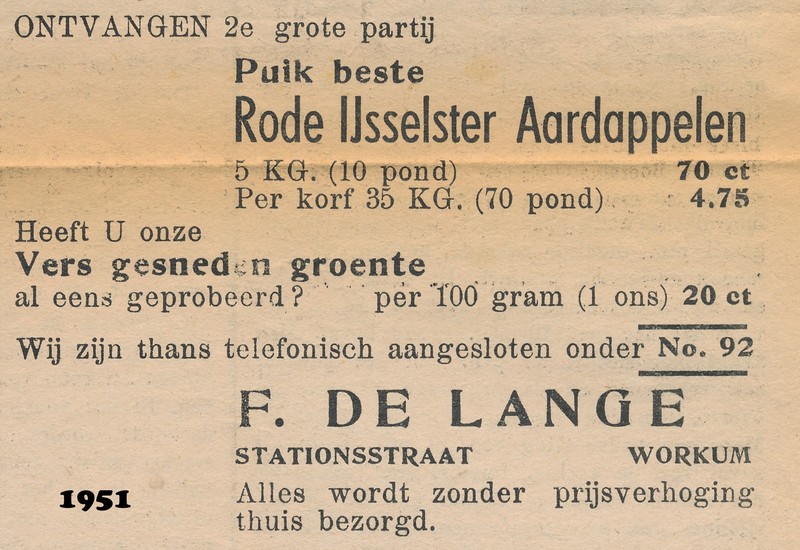 ONTVANGEN 2e grote partij
Puik beste
Rode IJsselster Aardappelen
5 KG. (10 pond) 70 ct
Per korf 35 KG. (70 pond) 4.75
Heeft U onze
Vers gesneden groente
al eens geprobeerd? per 100 gram (1 ons) 20 ct
Wij zijn thans telefonisch aangesloten onder No. 92
F. DE LANGE
STATIONSSTRAAT WORKUM
1951 Alles wordt zonder prijsverhoging
thuis bezorgd.